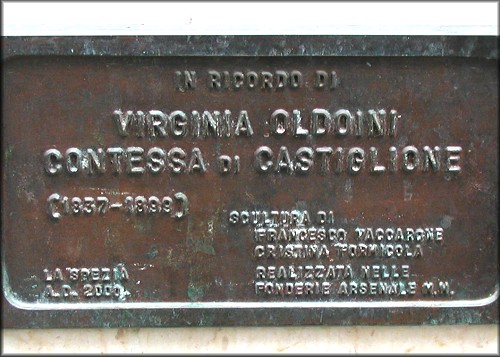 IN RICORDO DI
VIRGINIA OLDOINI
CONTESSA DI CASTIGLIONE
(1837-1899)
SCULTURA DI
FRANCESCO VACCARONE
CRISTINA FORMICOLA
LA SPEZIA
A.D.
REALIZZATA NELLE
FONDERIE ARSENALE M.M.